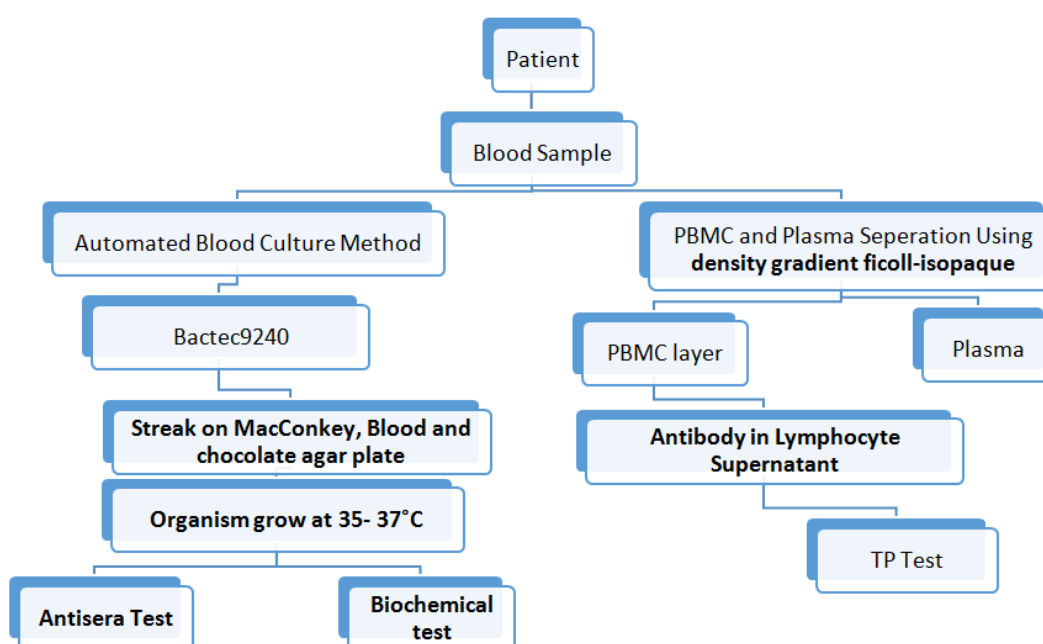 Patient
Blood Sample
Automated Blood Culture Method
PBMC and Plasma Seperation Using
density gradient ficoll-isopaque
Bactec9240
PBMC layer
Plasma
Streak on MacConkey, Blood and
chocolate agar plate
Antibody in Lymphocyte
Supernatant
Organism grow at 35- 37˚C
TP Test
Antisera Test
Biochemical
test